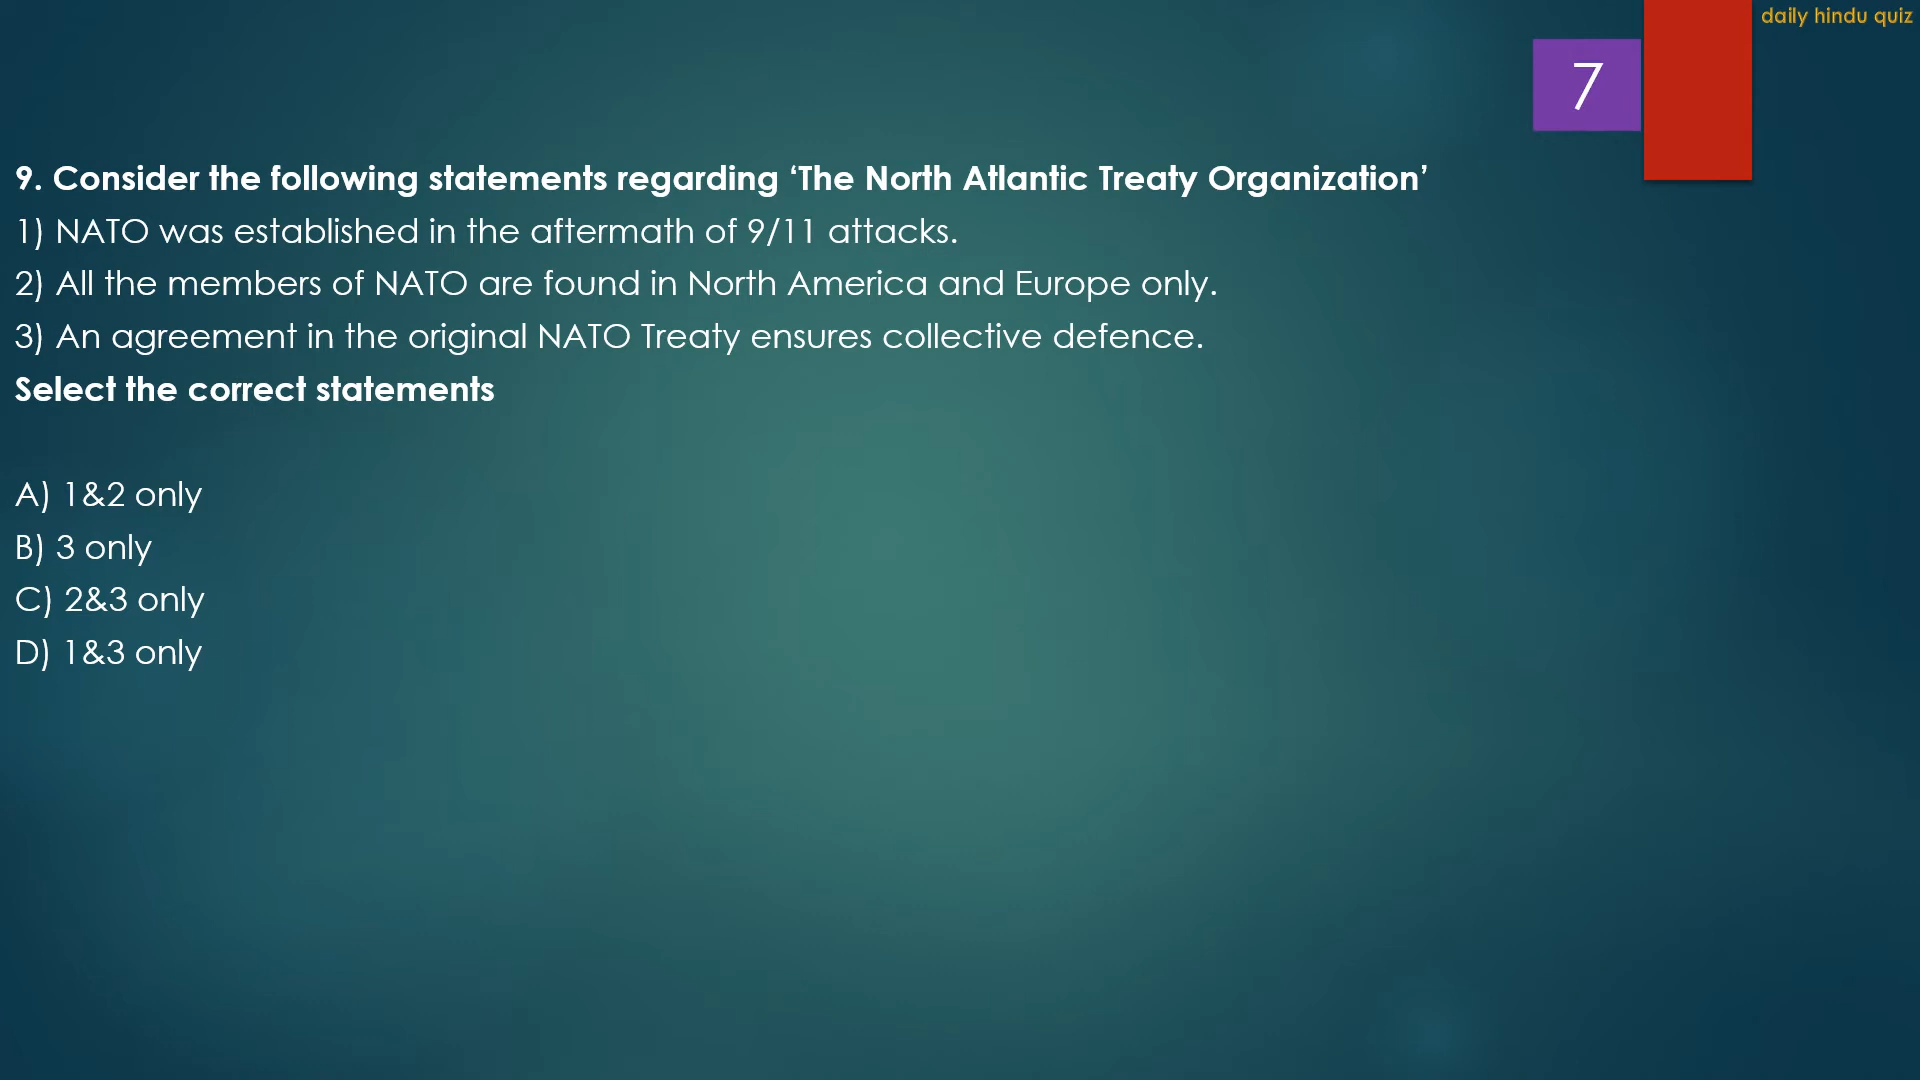 daily hindu quiz
7
9. Consider the following statements regarding ‘The North Atlantic Treaty Organization’
1) NATO was established in the aftermath of 9/11 attacks.
2) All the members of NATO are found in North America and Europe only.
3) An agreement in the original NATO Treaty ensures collective defence.
Select the correct statements
A) 1&2 only
B) 3 only
C) 2&3 only
D) 1&3 only